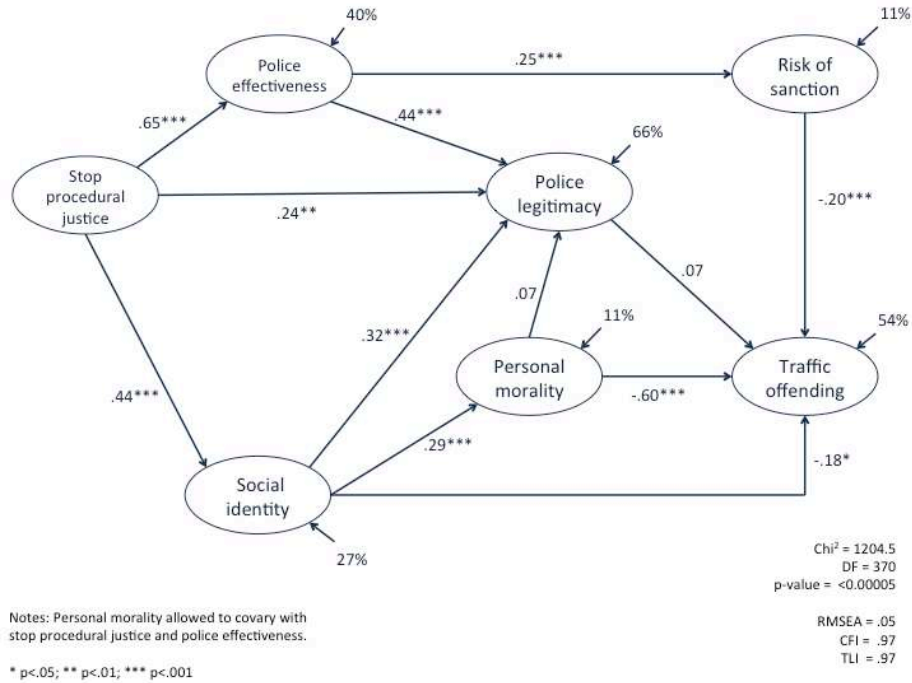 40%
11%
Police
effectiveness
.25***
Risk of
sanction
.65***
.44***
66%
Stop
procedural
justice
Police
legitimacy
.24**
-.20***
.07
.07
11%
54%
.32***
Personal
morality
Traffic
offending
-.60***
.44***
.29***
-.18*
Social
identity
27%
Chi² = 1204.5
DF = 370
p-value = <0.00005
RMSEA = .05
CFI = .97
TLI = .97
Notes: Personal morality allowed to covary with
stop procedural justice and police effectiveness.
* p<.05; ** p<.01; *** p<.001